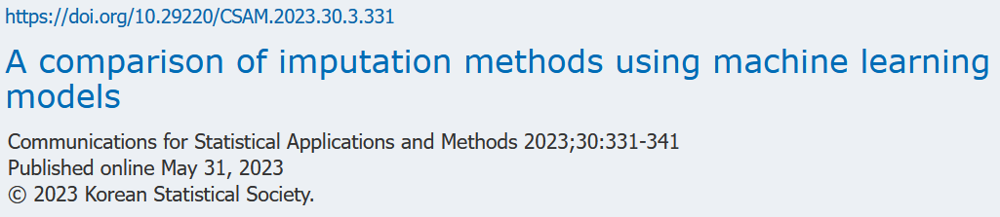 https://doi.org/10.29220/CSAM.2023.30.3.331
A comparison of imputation methods using machine learning
models
Communications for Statistical Applications and Methods 2023;30:331-341
Published online May 31, 2023
© 2023 Korean Statistical Society.